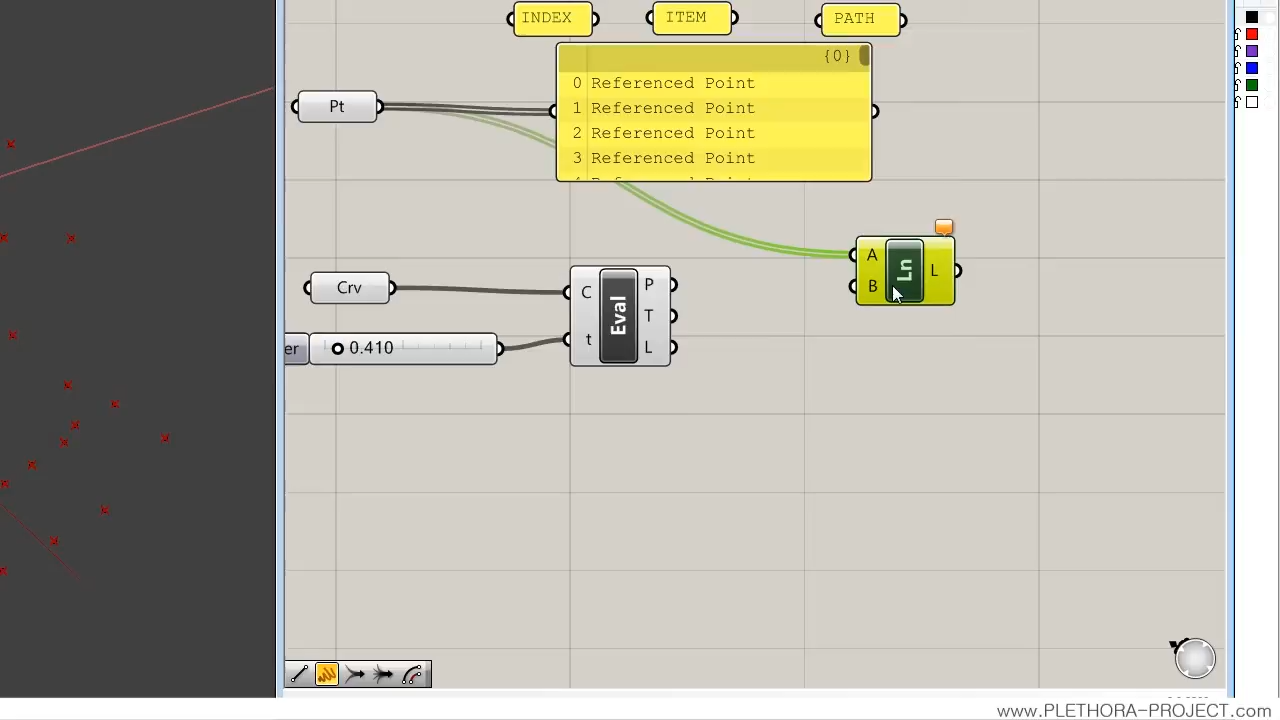 INDEX ITEM PATH
{0}
0 Referenced Point
1 Referenced Point
2 Referenced Point
3 Referenced Point
Pt
A Ln L
B
Crv
C Eval P
T
t L
er 0.410
www.PLETHORA-PROJECT.com